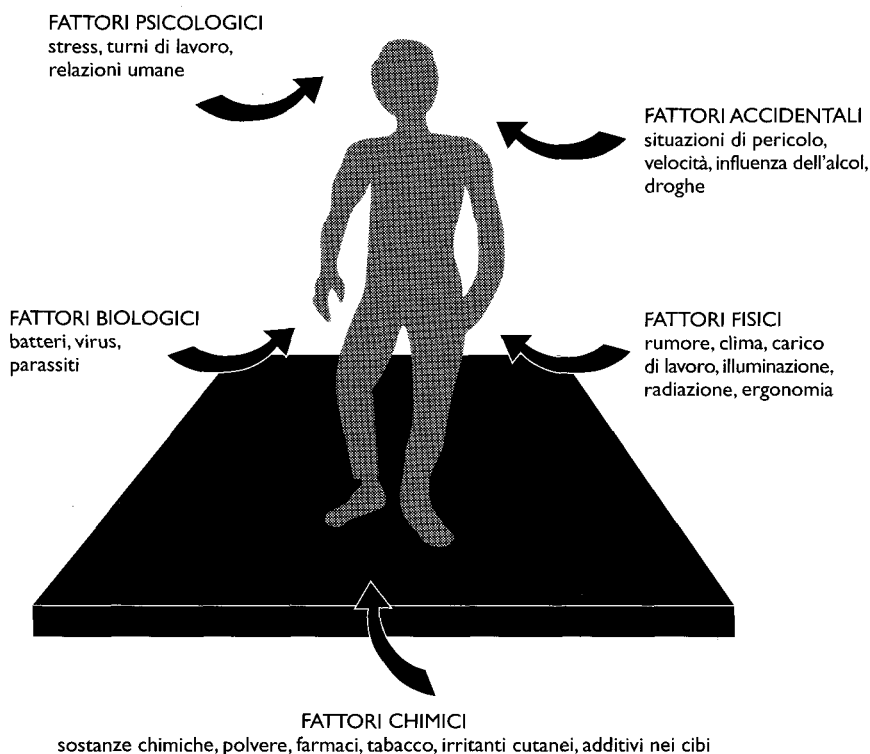 FATTORI PSICOLOGICI
stress, turni di lavoro,
relazioni umane
FATTORI ACCIDENTALI
situazioni di pericolo,
velocità, influenza dell'alcol,
droghe
FATTORI BIOLOGICI
batteri, virus,
parassiti
FATTORI FISICI
rumore, clima, carico
di lavoro, illuminazione,
radiazione, ergonomia
FATTORI CHIMICI
sostanze chimiche, polvere, farmaci, tabacco, irritanti cutanei, additivi nei cibi